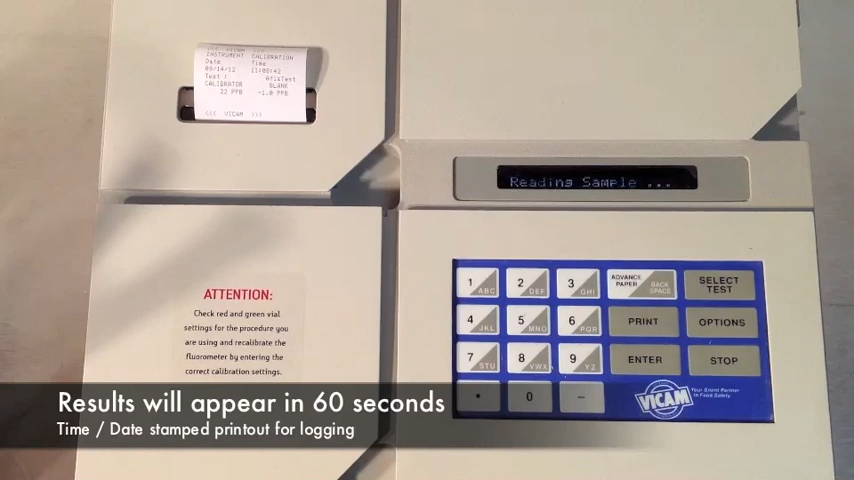 <<< VICAM >>>
INSTRUMENT CALIBRATION
Date Time
Test : AflaTest
CALIBRATOR BLANK
22 PPB -1.0 PPB
<<< VICAM >>>
Reading Sample ...
ATTENTION:
Check red and green vial
settings for the procedure you
are using and recalibrate the
fluorometer by entering the
correct calibration settings.
1 ABC 2 DEF 3 GHI ADVANCE PAPER BACK SPACE SELECT TEST
4 JKL 5 MNO 6 PQR PRINT OPTIONS
7 STU 8 VWX 9 YZ ENTER STOP
. 0 –
VICAM
Your Silent Partner
in Food Safety.
Results will appear in 60 seconds
Time / Date stamped printout for logging